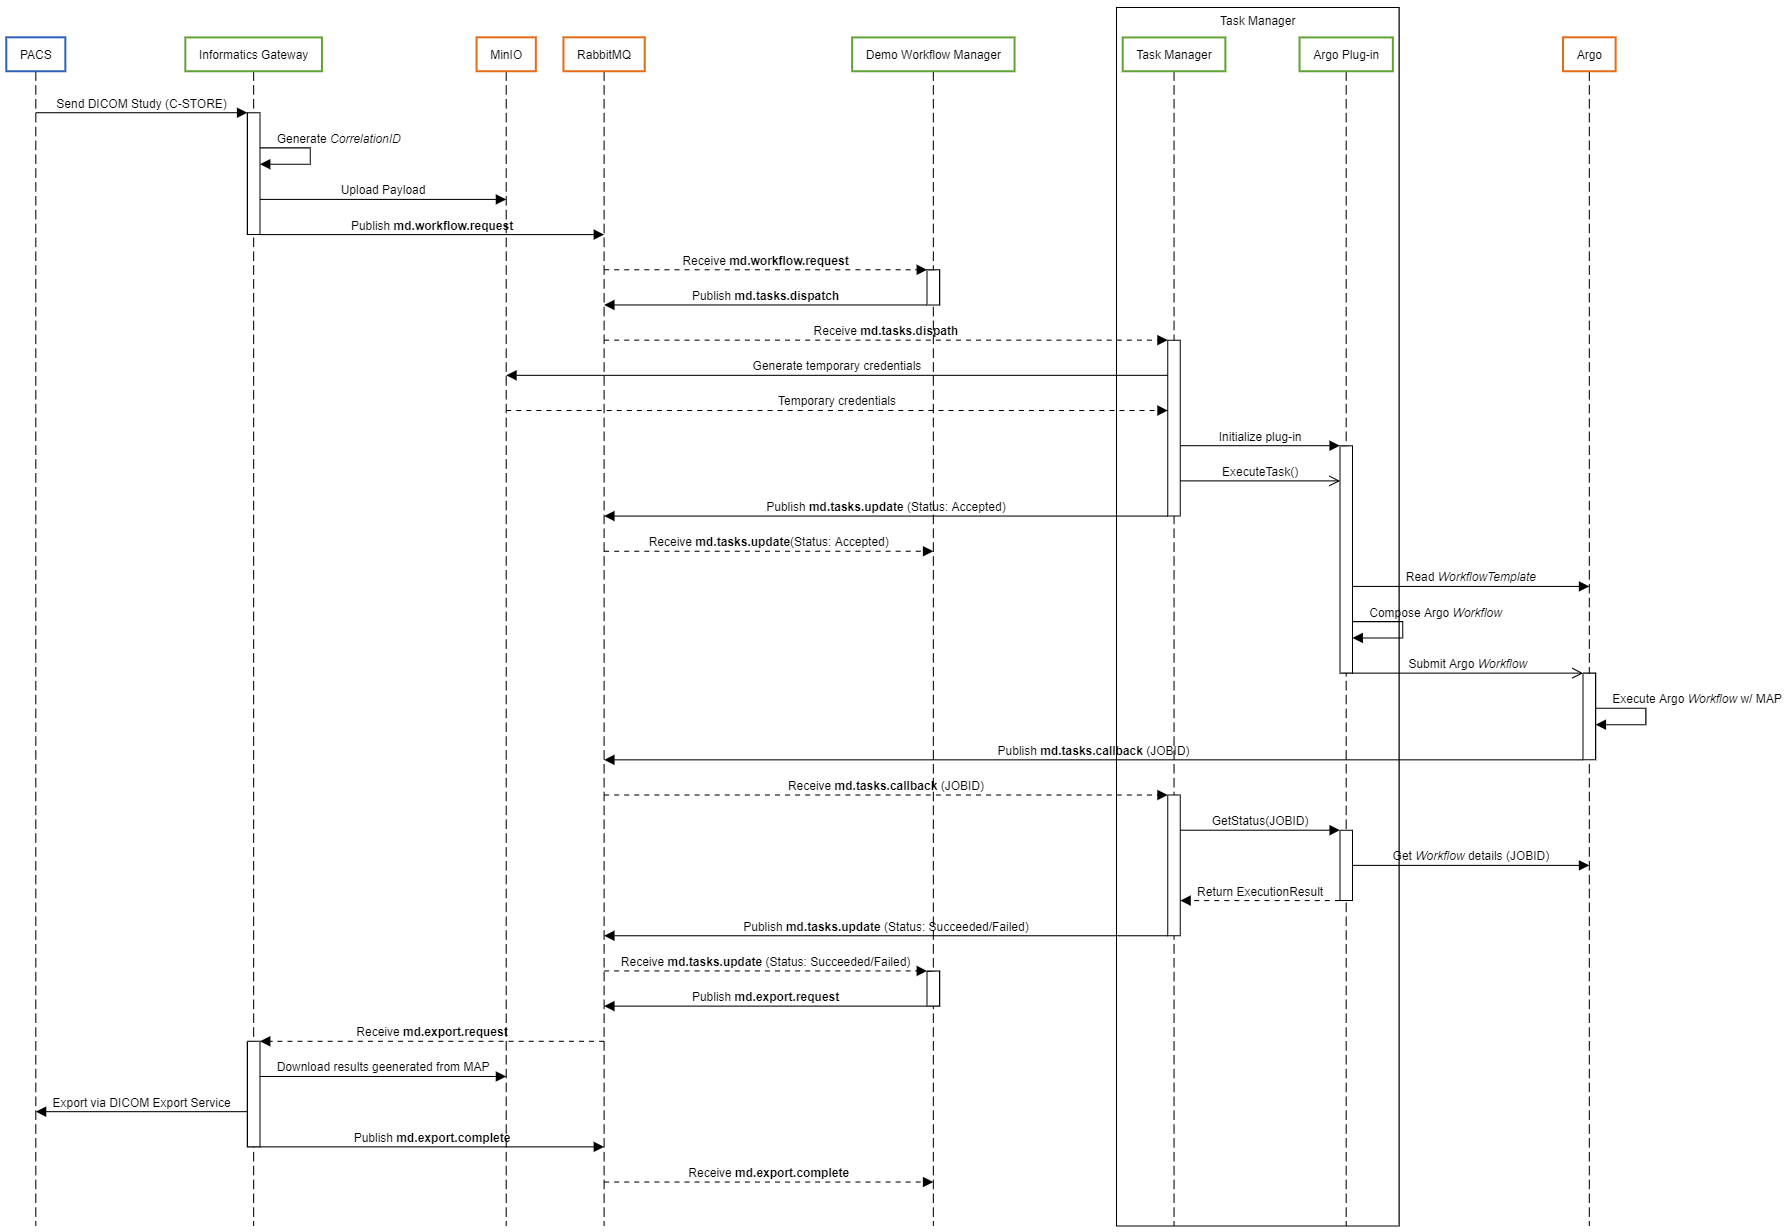 Task Manager
PACS
Informatics Gateway
MinIO
RabbitMQ
Demo Workflow Manager
Task Manager
Argo Plug-in
Argo
Send DICOM Study (C-STORE)
Generate CorrelationID
Upload Payload
Publish md.workflow.request
Receive md.workflow.request
Publish md.tasks.dispatch
Receive md.tasks.dispath
Generate temporary credentials
Temporary credentials
Initialize plug-in
ExecuteTask()
Publish md.tasks.update (Status: Accepted)
Receive md.tasks.update(Status: Accepted)
Read WorkflowTemplate
Compose Argo Workflow
Submit Argo Workflow
Execute Argo Workflow w/ MAP
Publish md.tasks.callback (JOBID)
Receive md.tasks.callback (JOBID)
GetStatus(JOBID)
Get Workflow details (JOBID)
Return ExecutionResult
Publish md.tasks.update (Status: Succeeded/Failed)
Receive md.tasks.update (Status: Succeeded/Failed)
Publish md.export.request
Receive md.export.request
Download results geenerated from MAP
Export via DICOM Export Service
Publish md.export.complete
Receive md.export.complete